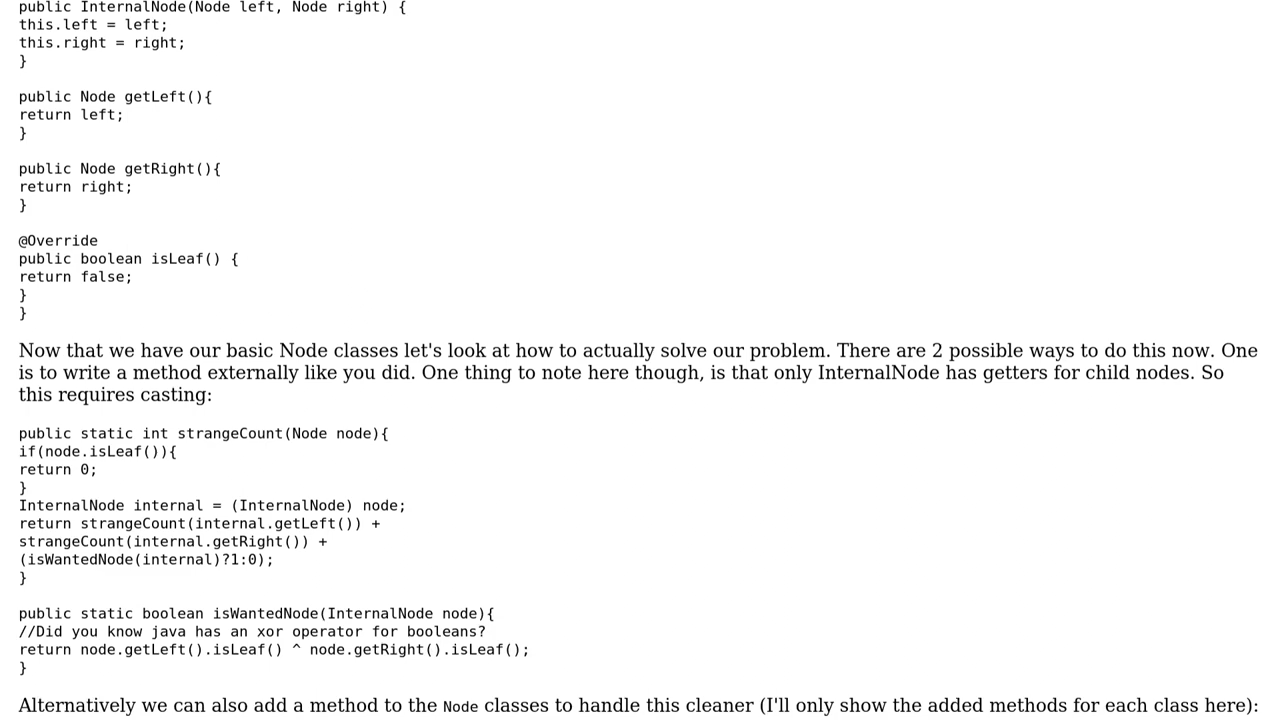 public InternalNode(Node left, Node right) {
this.left = left;
this.right = right;
}
public Node getLeft(){
return left;
}
public Node getRight(){
return right;
}
@Override
public boolean isLeaf() {
return false;
}
}
Now that we have our basic Node classes let's look at how to actually solve our problem. There are 2 possible ways to do this now. One
is to write a method externally like you did. One thing to note here though, is that only InternalNode has getters for child nodes. So
this requires casting:
public static int strangeCount(Node node){
if(node.isLeaf()){
return 0;
}
InternalNode internal = (InternalNode) node;
return strangeCount(internal.getLeft()) +
strangeCount(internal.getRight()) +
(isWantedNode(internal)?1:0);
}
public static boolean isWantedNode(InternalNode node){
//Did you know java has an xor operator for booleans?
return node.getLeft().isLeaf() ^ node.getRight().isLeaf();
}
Alternatively we can also add a method to the Node classes to handle this cleaner (I'll only show the added methods for each class here):